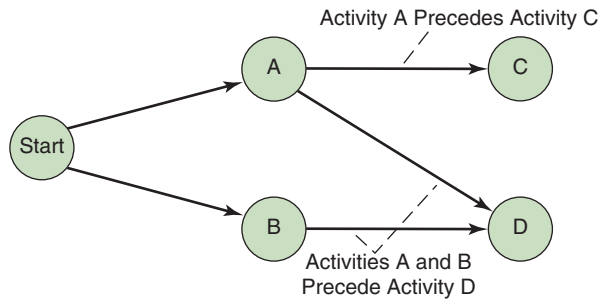 Activity A Precedes Activity C
A
C
Start
B
D
Activities A and B
Precede Activity D